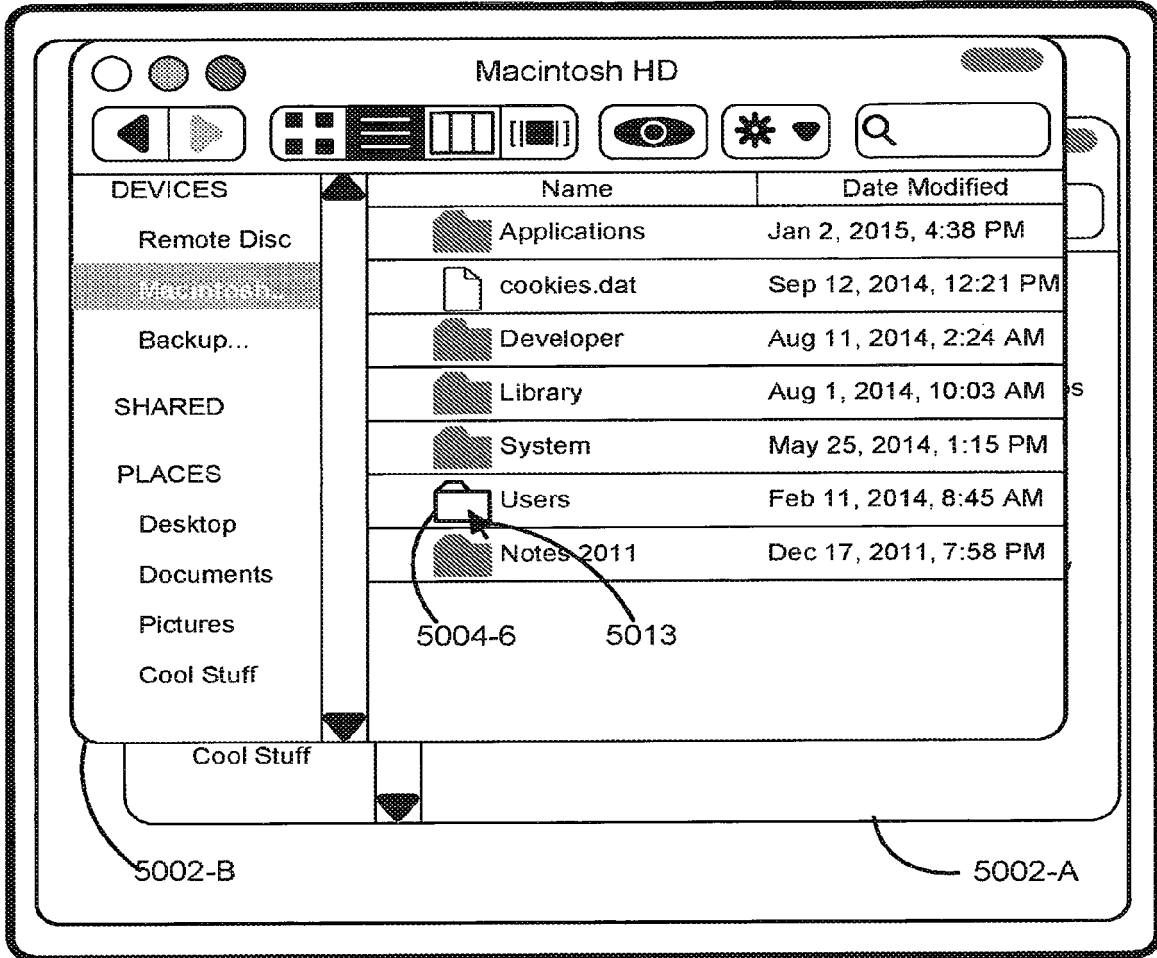 Macintosh HD
DEVICES
Name
Date Modified
Remote Disc
Applications
Jan 2, 2015, 4:38 PM
Macintosh...
cookies.dat
Sep 12, 2014, 12:21 PM
Backup...
Developer
Aug 11, 2014, 2:24 AM
SHARED
Library
Aug 1, 2014, 10:03 AM
s
PLACES
System
May 25, 2014, 1:15 PM
Desktop
Users
Feb 11, 2014, 8:45 AM
Documents
Notes 2011
Dec 17, 2011, 7:58 PM
Pictures
5004-6
5013
Cool Stuff
Cool Stuff
5002-B
5002-A